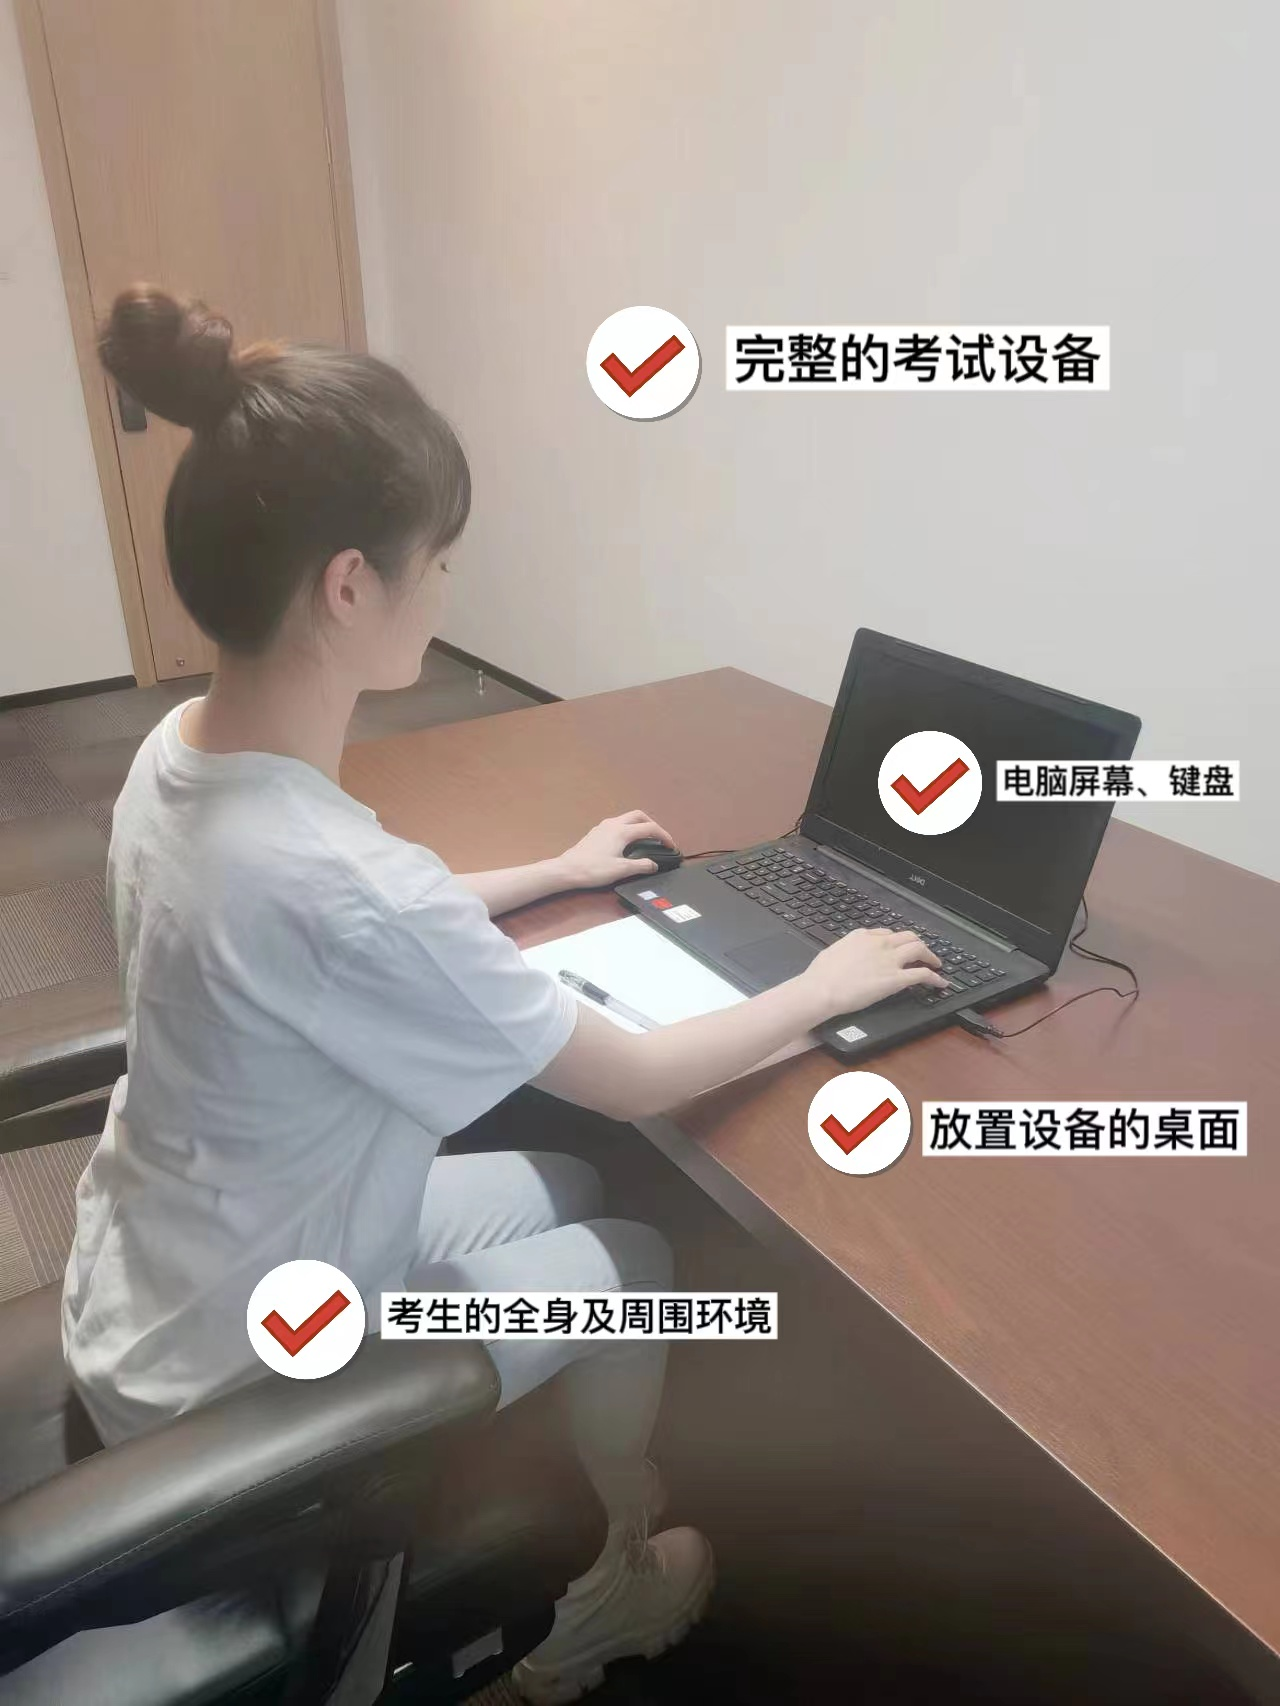 完整的考试设备
电脑屏幕、键盘
DELL
放置设备的桌面
考生的全身及周围环境